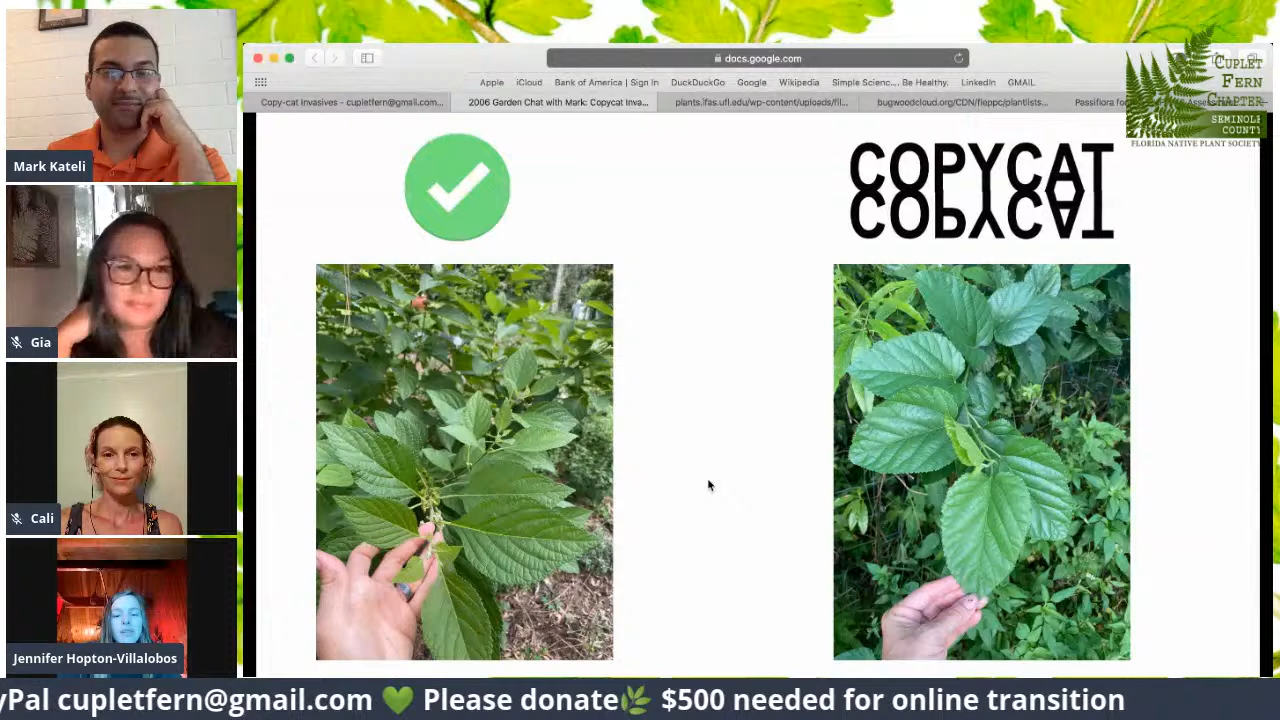 docs.google.com
Apple iCloud Bank of America | Sign In DuckDuckGo Google Wikipedia Simple Scienc... Be Healthy. LinkedIn GMAIL
Copy-cat Invasives - cupletfern@gmail.com... 2006 Garden Chat with Mark: Copycat Inva... plants.ifas.ufl.edu/wp-content/uploads/fil... bugwoodcloud.org/CDN/fleppc/plantlists... Passiflora fo
CUPLET
FERN
CHAPTER
SEMINOLE
COUNTY
FLORIDA NATIVE PLANT SOCIETY
COPYCAT
COPYCAT
Mark Kateli
Gia
Cali
Jennifer Hopton-Villalobos
yPal cupletfern@gmail.com 💚 Please donate🌿 $500 needed for online transition